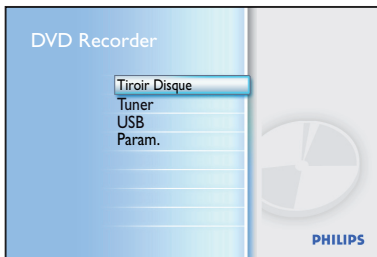 DVD Recorder
Tiroir Disque
Tuner
USB
Param.
PHILIPS